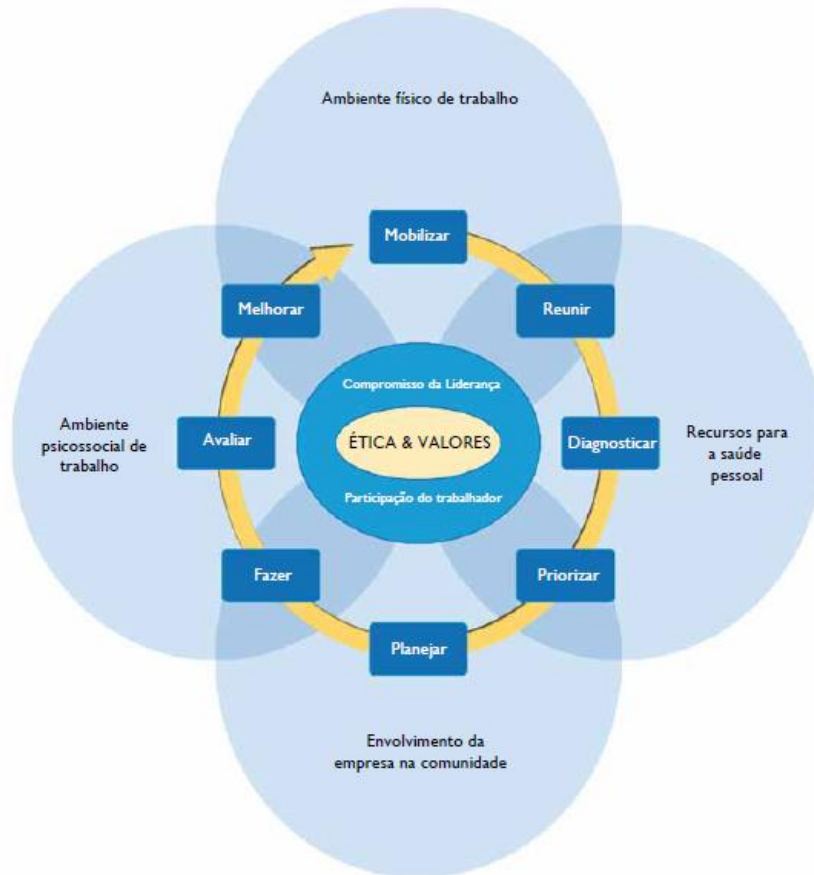 Ambiente físico de trabalho
Mobilizar
Melhorar
Reunir
Compromisso da Liderança
Ambiente
psicossocial de
trabalho
Avaliar
ÉTICA & VALORES
Diagnosticar
Recursos para
a saúde
pessoal
Participação do trabalhador
Fazer
Priorizar
Planejar
Envolvimento da
empresa na comunidade